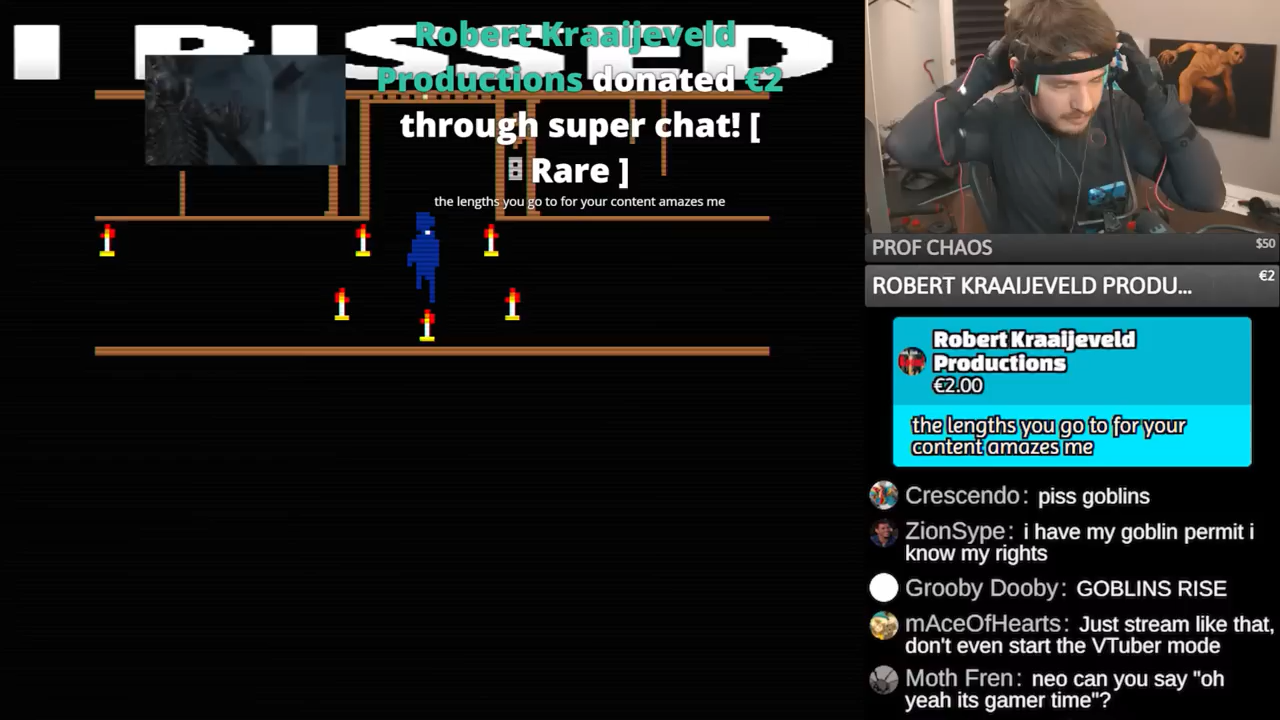 I PISSED
Robert Kraaijeveld
Productions donated €2
through super chat! [
Rare ]
the lengths you go to for your content amazes me
PROF CHAOS
$50
ROBERT KRAAIJEVELD PRODU...
€2
Robert Kraaijeveld
Productions
€2.00
the lengths you go to for your
content amazes me
Crescendo: piss goblins
ZionSype: i have my goblin permit i
know my rights
Grooby Dooby: GOBLINS RISE
mAceOfHearts: Just stream like that,
don't even start the VTuber mode
Moth Fren: neo can you say "oh
yeah its gamer time"?